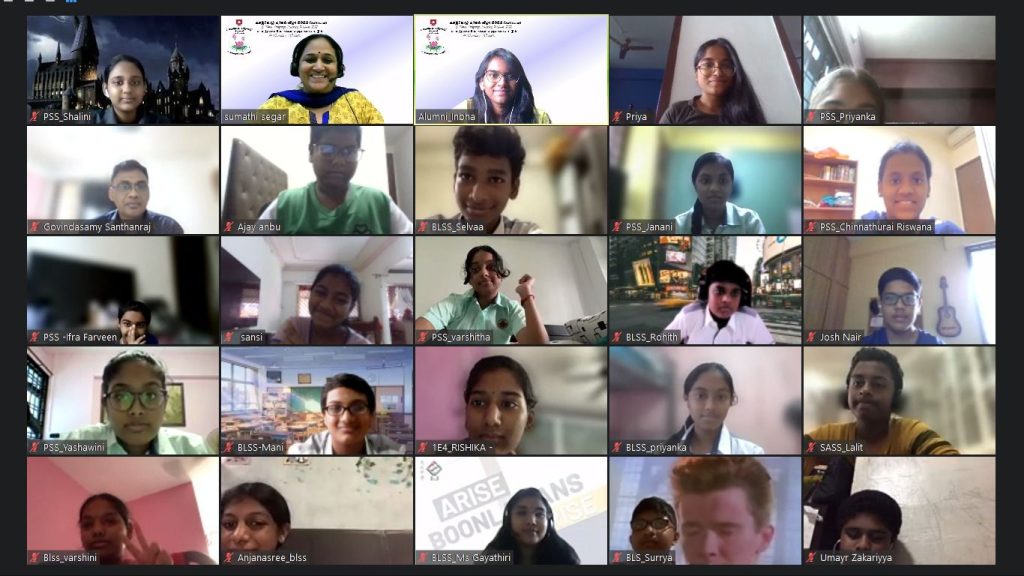 PSS_Shalini
sumathi segar
Alumni_Inbha
Priya
PSS_Priyanka
Govindasamy Santhanraj
Ajay anbu
BLSS_Selvaa
PSS_Janani
PSS_Chinnathurai Riswana
PSS -Ifra Farveen
sansi
PSS_varshitha
BLSS_Rohith
Josh Nair
PSS_Yashawini
BLSS-Mani
1E4_RISHIKA -
BLSS_priyanka
SASS_Lalit
ARISE
BOONL
Blss_varshini
Anjanasree_blss
BLSS_Ms Gayathiri
BLS_Surrya
Umayr Zakariyya